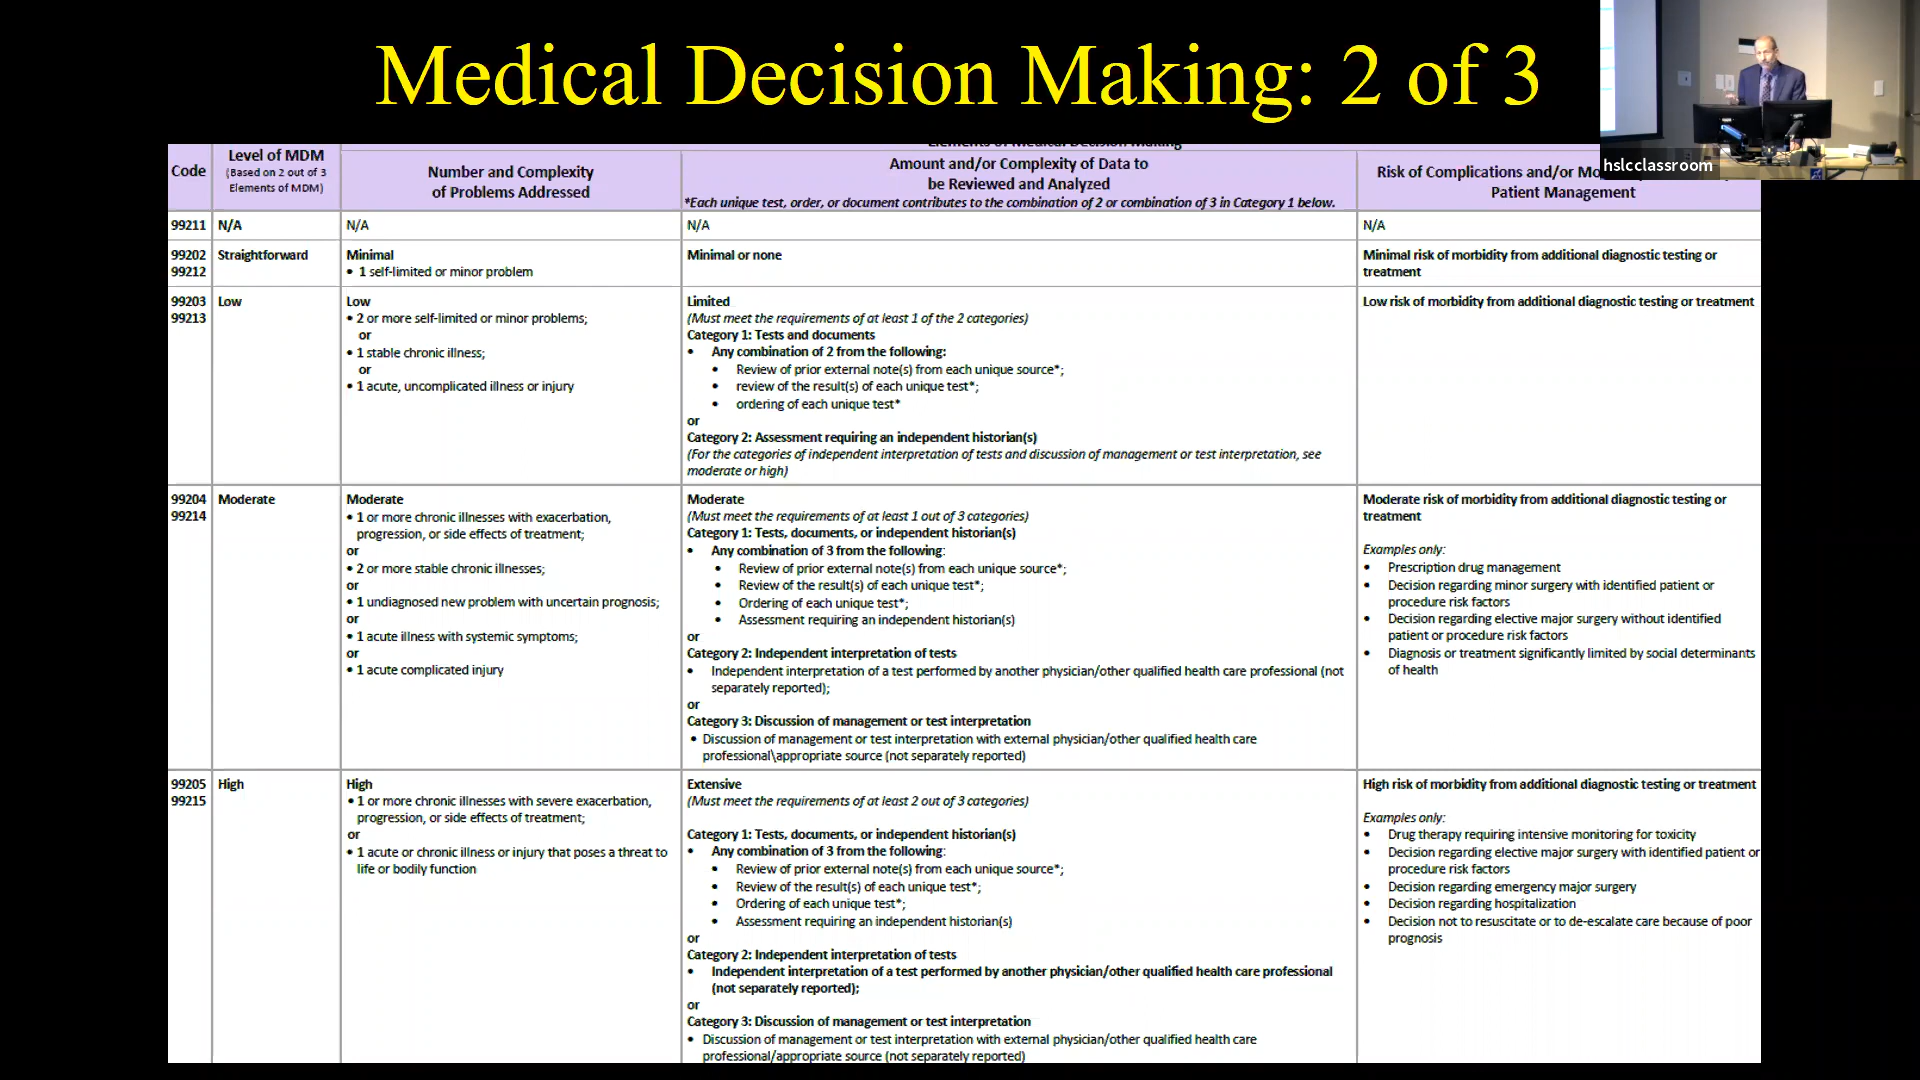 Medical Decision Making: 2 of 3
hslcclassroom
Elements of Medical Decision Making
Code
Level of MDM
(Based on 2 out of 3
Elements of MDM)
Number and Complexity
of Problems Addressed
Amount and/or Complexity of Data to
be Reviewed and Analyzed
*Each unique test, order, or document contributes to the combination of 2 or combination of 3 in Category 1 below.
Risk of Complications and/or Mo
Patient Management
99211
N/A
N/A
N/A
N/A
99202
99212
Straightforward
Minimal
• 1 self-limited or minor problem
Minimal or none
Minimal risk of morbidity from additional diagnostic testing or
treatment
99203
99213
Low
Low
• 2 or more self-limited or minor problems;
or
• 1 stable chronic illness;
or
• 1 acute, uncomplicated illness or injury
Limited
(Must meet the requirements of at least 1 of the 2 categories)
Category 1: Tests and documents
• Any combination of 2 from the following:
• Review of prior external note(s) from each unique source*;
• review of the result(s) of each unique test*;
• ordering of each unique test*
or
Category 2: Assessment requiring an independent historian(s)
(For the categories of independent interpretation of tests and discussion of management or test interpretation, see
moderate or high)
Low risk of morbidity from additional diagnostic testing or treatment
99204
99214
Moderate
Moderate
• 1 or more chronic illnesses with exacerbation,
progression, or side effects of treatment;
or
• 2 or more stable chronic illnesses;
or
• 1 undiagnosed new problem with uncertain prognosis;
or
• 1 acute illness with systemic symptoms;
or
• 1 acute complicated injury
Moderate
(Must meet the requirements of at least 1 out of 3 categories)
Category 1: Tests, documents, or independent historian(s)
• Any combination of 3 from the following:
• Review of prior external note(s) from each unique source*;
• Review of the result(s) of each unique test*;
• Ordering of each unique test*;
• Assessment requiring an independent historian(s)
or
Category 2: Independent interpretation of tests
• Independent interpretation of a test performed by another physician/other qualified health care professional (not
separately reported);
or
Category 3: Discussion of management or test interpretation
• Discussion of management or test interpretation with external physician/other qualified health care
professional\appropriate source (not separately reported)
Moderate risk of morbidity from additional diagnostic testing or
treatment
Examples only:
• Prescription drug management
• Decision regarding minor surgery with identified patient or
procedure risk factors
• Decision regarding elective major surgery without identified
patient or procedure risk factors
• Diagnosis or treatment significantly limited by social determinants
of health
99205
99215
High
High
• 1 or more chronic illnesses with severe exacerbation,
progression, or side effects of treatment;
or
• 1 acute or chronic illness or injury that poses a threat to
life or bodily function
Extensive
(Must meet the requirements of at least 2 out of 3 categories)
Category 1: Tests, documents, or independent historian(s)
• Any combination of 3 from the following:
• Review of prior external note(s) from each unique source*;
• Review of the result(s) of each unique test*;
• Ordering of each unique test*;
• Assessment requiring an independent historian(s)
or
Category 2: Independent interpretation of tests
• Independent interpretation of a test performed by another physician/other qualified health care professional
(not separately reported);
or
Category 3: Discussion of management or test interpretation
• Discussion of management or test interpretation with external physician/other qualified health care
professional/appropriate source (not separately reported)
High risk of morbidity from additional diagnostic testing or treatment
Examples only:
• Drug therapy requiring intensive monitoring for toxicity
• Decision regarding elective major surgery with identified patient or
procedure risk factors
• Decision regarding emergency major surgery
• Decision regarding hospitalization
• Decision not to resuscitate or to de-escalate care because of poor
prognosis